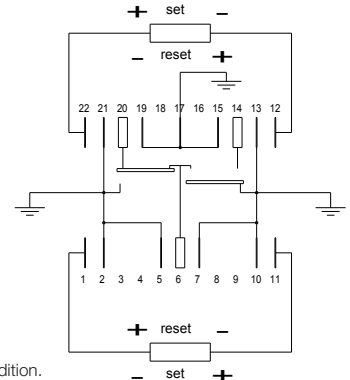 + set -
- reset +
22 21 20 19 18 17 16 15 14 13 12
1 2 3 4 5 6 7 8 9 10 11
+ reset -
- set +
dition.